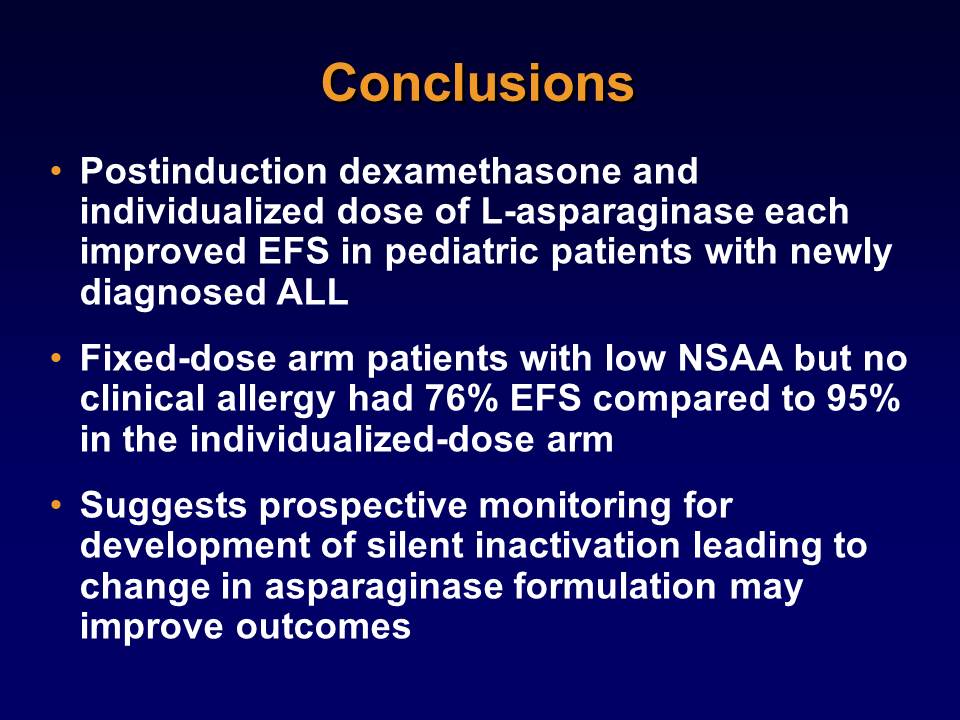 Conclusions
• Postinduction dexamethasone and
individualized dose of L-asparaginase each
improved EFS in pediatric patients with newly
diagnosed ALL
• Fixed-dose arm patients with low NSAA but no
clinical allergy had 76% EFS compared to 95%
in the individualized-dose arm
• Suggests prospective monitoring for
development of silent inactivation leading to
change in asparaginase formulation may
improve outcomes